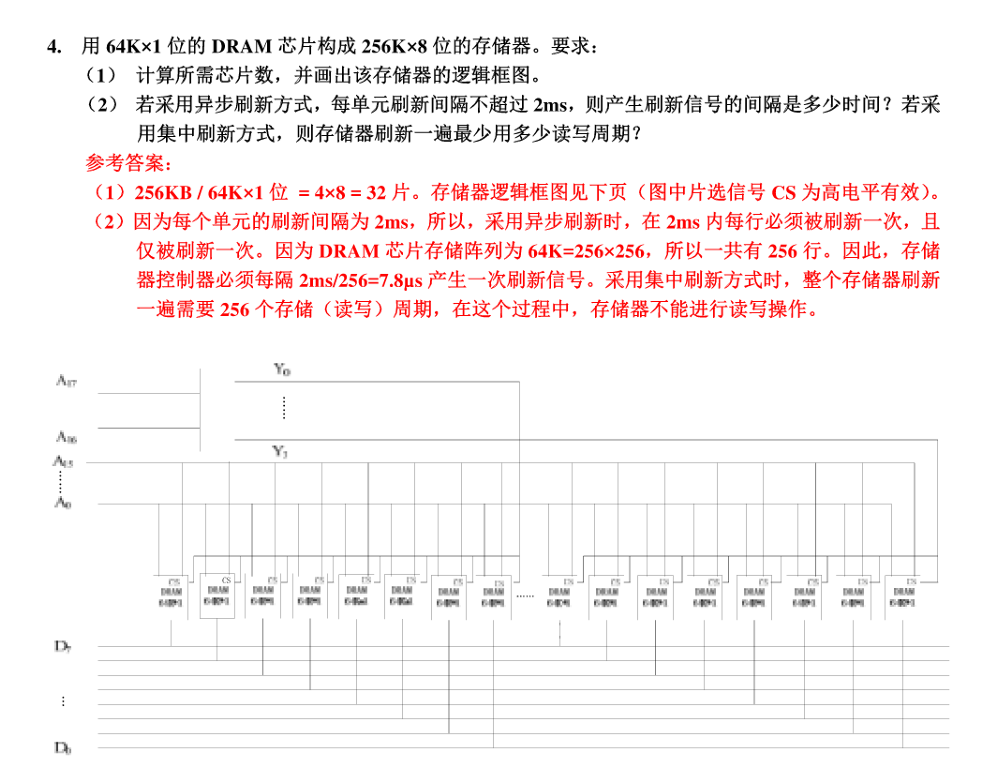 4. 用 64K×1 位的 DRAM 芯片构成 256K×8 位的存储器。要求：
（1） 计算所需芯片数，并画出该存储器的逻辑框图。
（2） 若采用异步刷新方式，每单元刷新间隔不超过 2ms，则产生刷新信号的间隔是多少时间？若采
用集中刷新方式，则存储器刷新一遍最少用多少读写周期？
参考答案：
（1）256KB / 64K×1 位 = 4×8 = 32 片。存储器逻辑框图见下页（图中片选信号 CS 为高电平有效）。
（2）因为每个单元的刷新间隔为 2ms，所以，采用异步刷新时，在 2ms 内每行必须被刷新一次，且
仅被刷新一次。因为 DRAM 芯片存储阵列为 64K=256×256，所以一共有 256 行。因此，存储
器控制器必须每隔 2ms/256=7.8μs 产生一次刷新信号。采用集中刷新方式时，整个存储器刷新
一遍需要 256 个存储（读写）周期，在这个过程中，存储器不能进行读写操作。
Y0
A17
A16
Y3
A15
A0
CS CS CS CS CS CS CS CS CS CS CS CS CS CS CS CS
DRAM DRAM DRAM DRAM DRAM DRAM DRAM DRAM …… DRAM DRAM DRAM DRAM DRAM DRAM DRAM DRAM
64K*1 64K*1 64K*1 64K*1 64K*1 64K*1 64K*1 64K*1 64K*1 64K*1 64K*1 64K*1 64K*1 64K*1 64K*1 64K*1
D7
D0